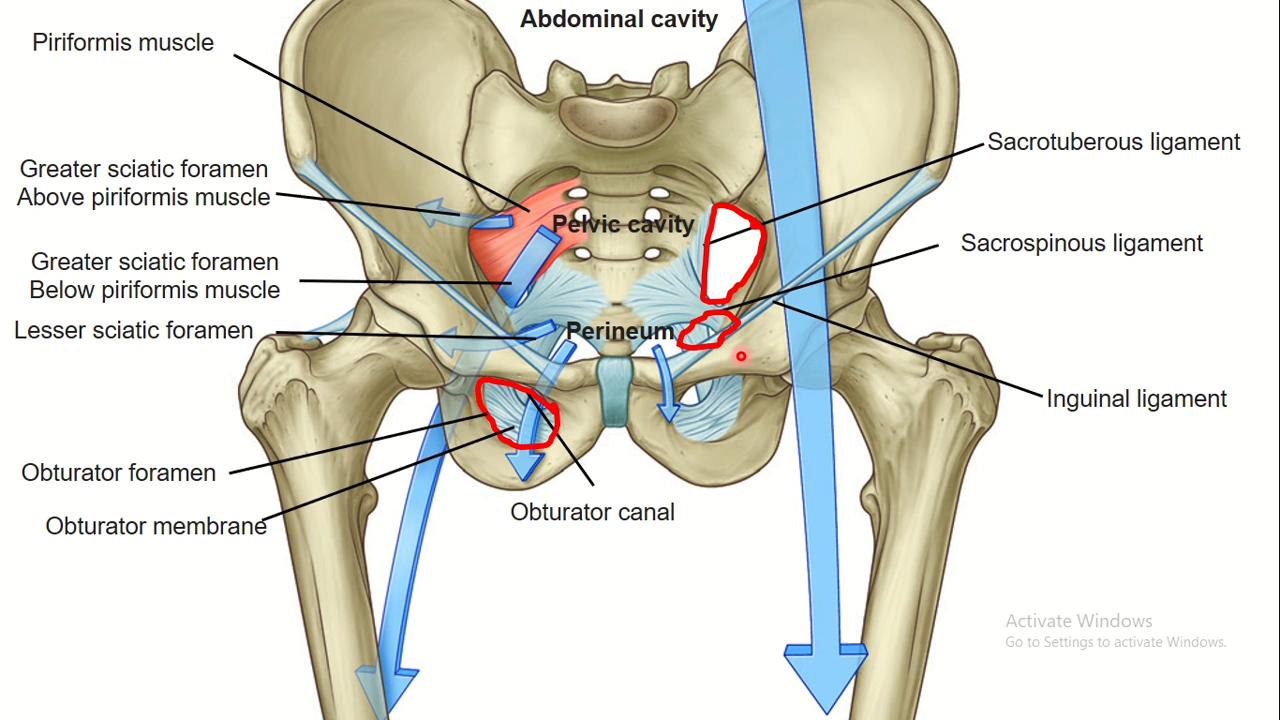 Abdominal cavity
Piriformis muscle
Greater sciatic foramen
Above piriformis muscle
Greater sciatic foramen
Below piriformis muscle
Lesser sciatic foramen
Obturator foramen
Obturator membrane
Pelvic cavity
Perineum
Obturator canal
Sacrotuberous ligament
Sacrospinous ligament
Inguinal ligament
Activate Windows
Go to Settings to activate Windows.